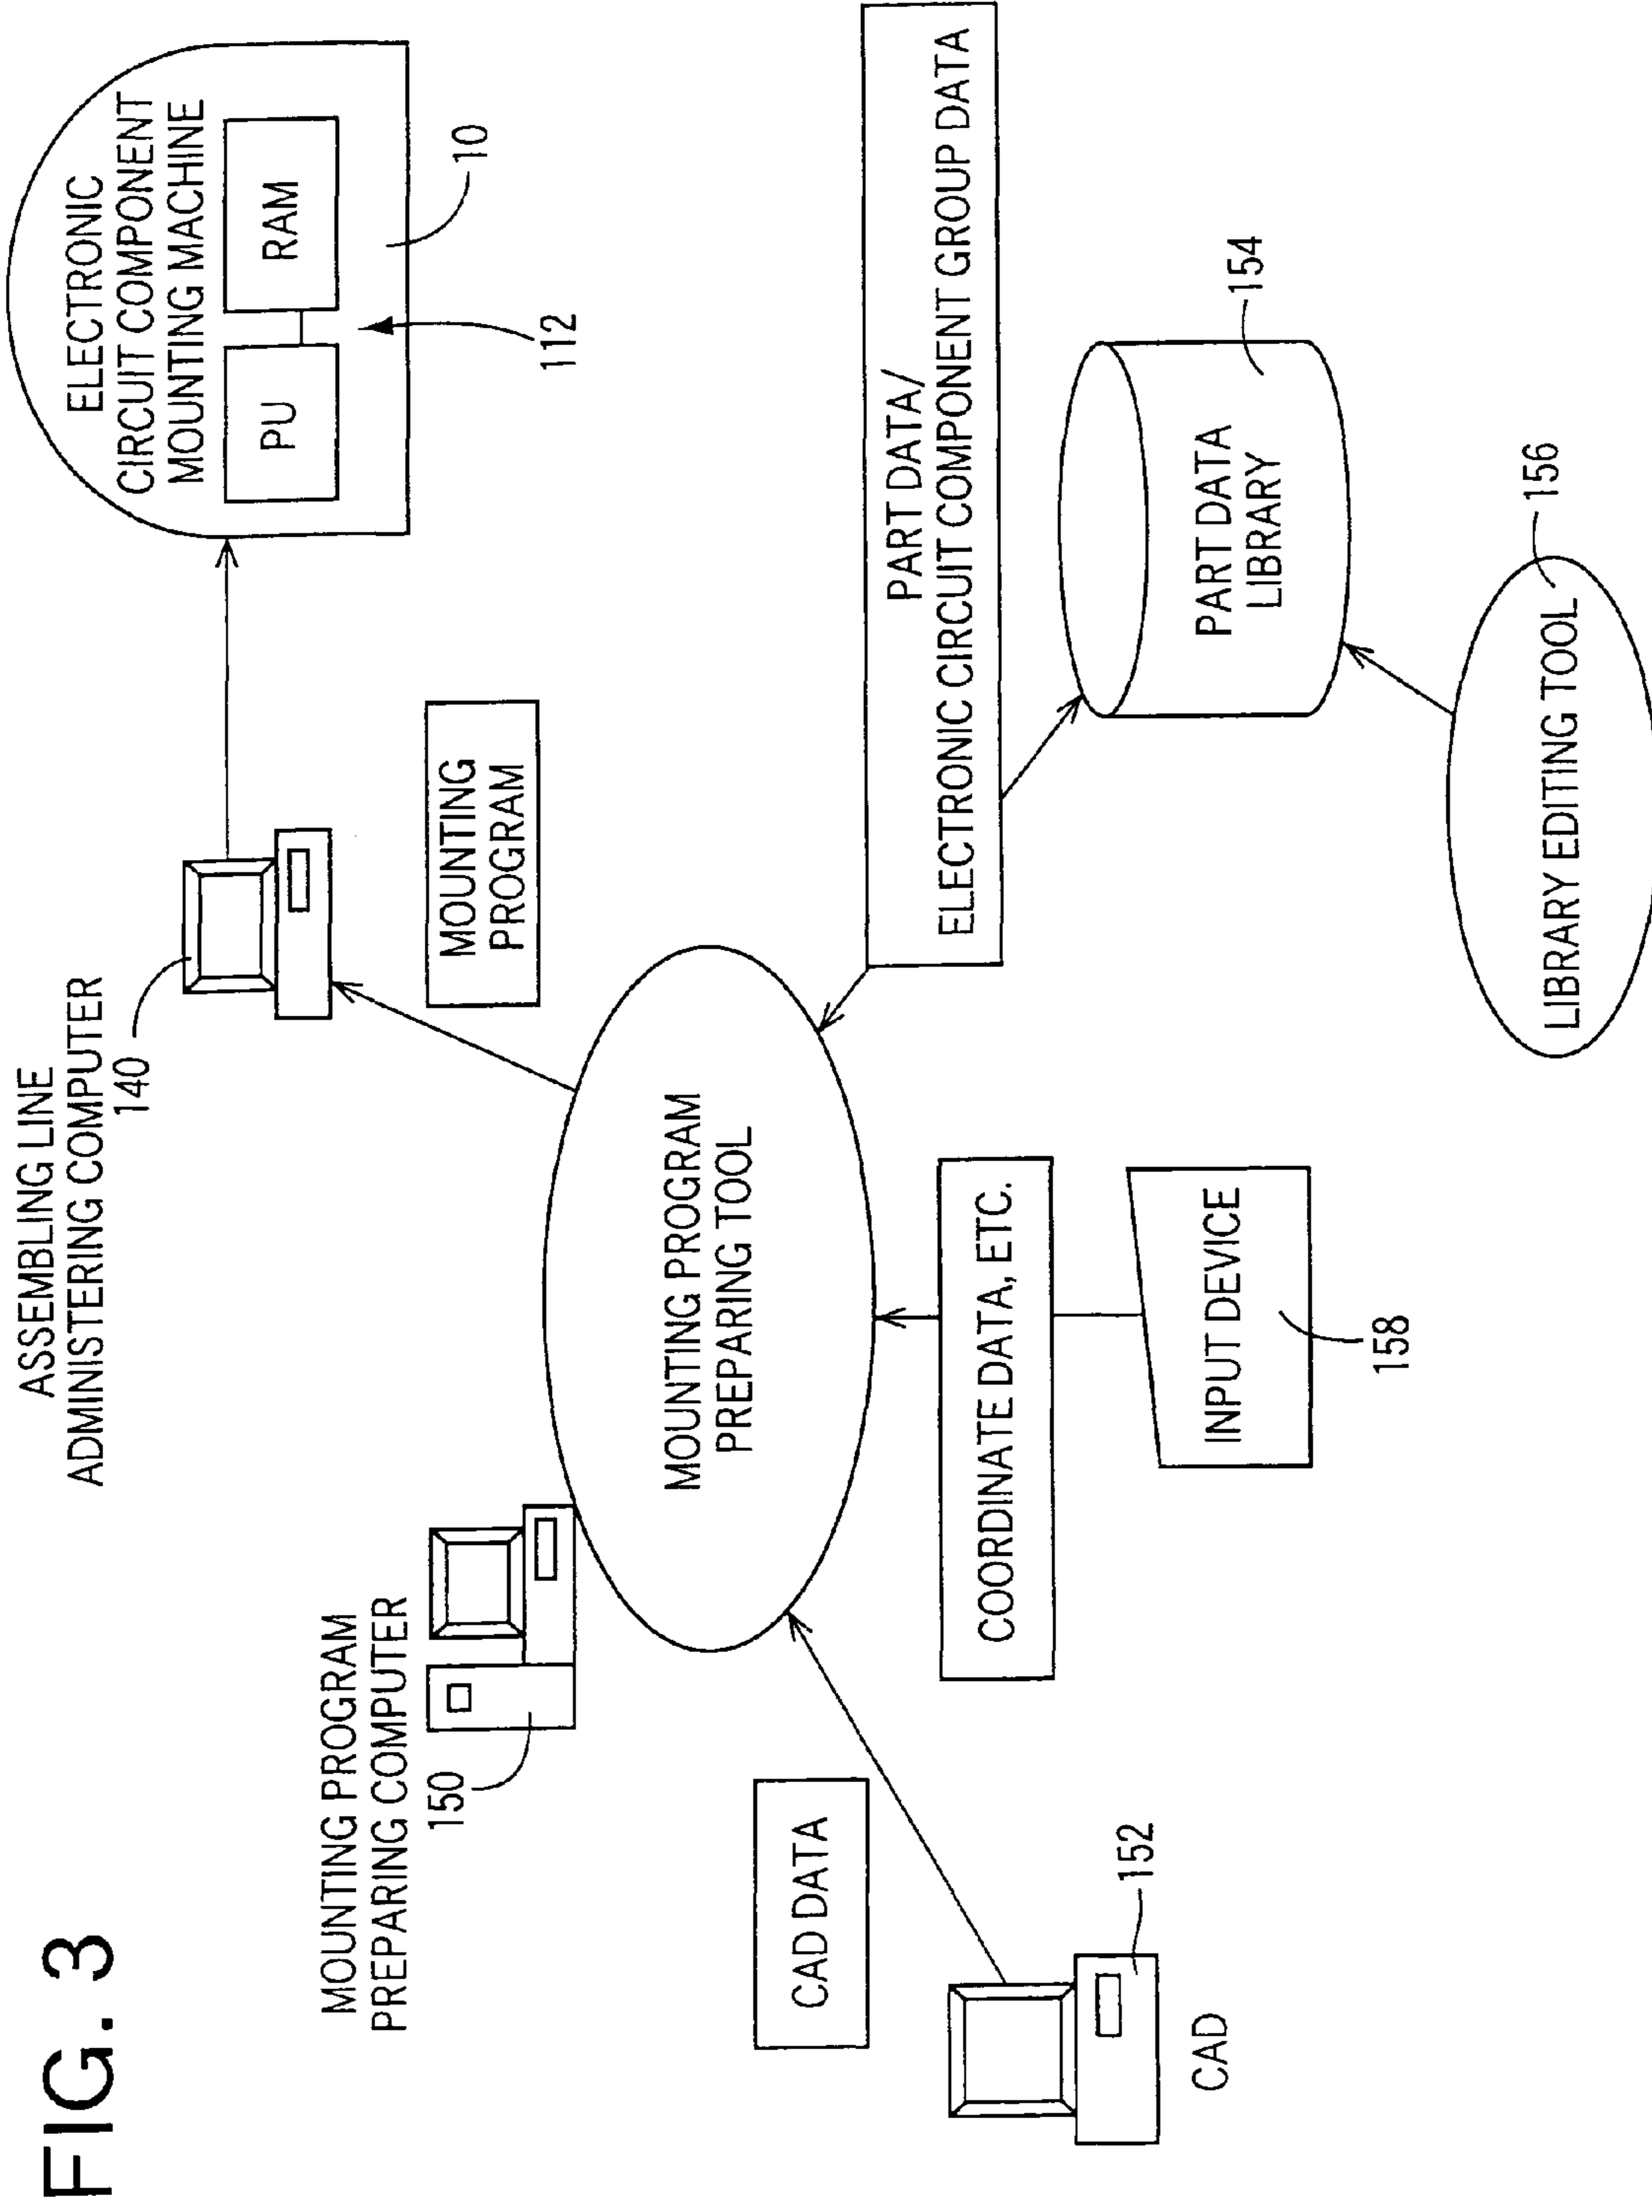 FIG. 3
ASSEMBLING LINE
ADMINISTERING COMPUTER
140
ELECTRONIC
CIRCUIT COMPONENT
MOUNTING MACHINE
PU
RAM
10
112
MOUNTING PROGRAM
PREPARING COMPUTER
150
MOUNTING
PROGRAM
MOUNTING PROGRAM
PREPARING TOOL
CAD DATA
152
CAD
COORDINATE DATA, ETC.
INPUT DEVICE
158
PART DATA/
ELECTRONIC CIRCUIT COMPONENT GROUP DATA
PART DATA
LIBRARY
154
LIBRARY EDITING TOOL
156